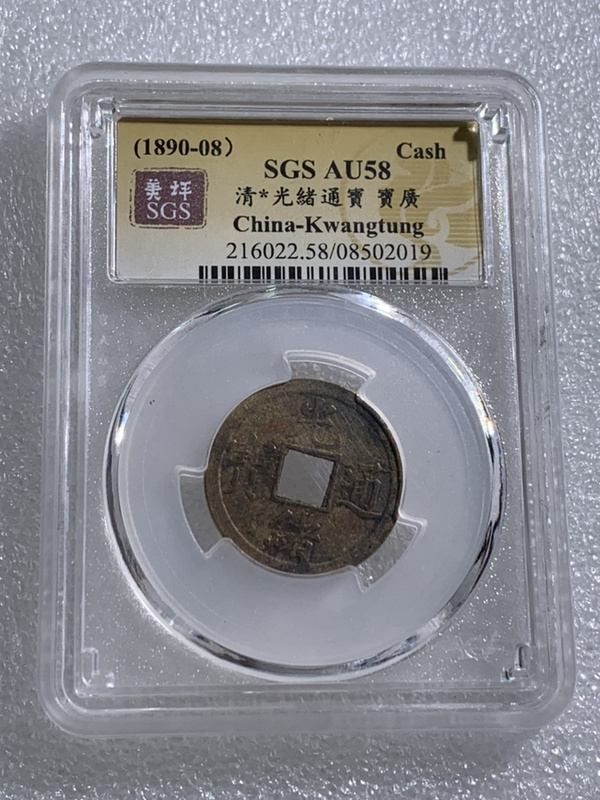 (1890-08)
Cash
SGS AU58
美坪
SGS
清*光緒通寶 寶廣
China-Kwangtung
216022.58/08502019
光緒通寶